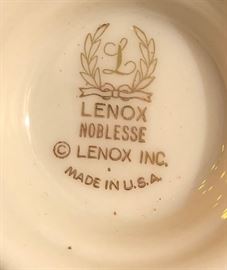 L
LENOX
NOBLESSE
© LENOX INC.
MADE IN U.S.A.